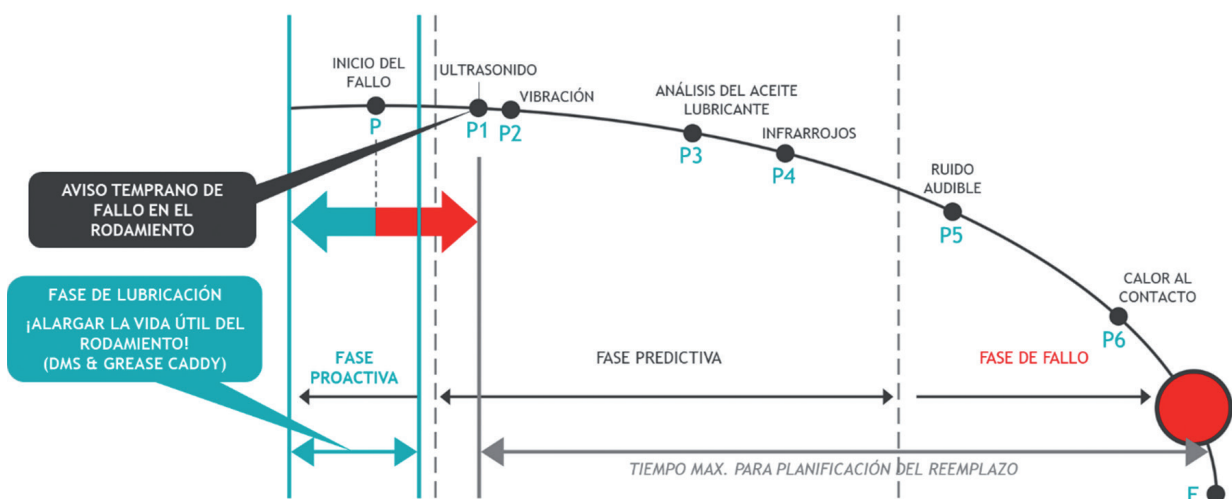 INICIO DEL
FALLO
P
ULTRASONIDO
P1
VIBRACIÓN
P2
ANÁLISIS DEL ACEITE
LUBRICANTE
P3
INFRARROJOS
P4
RUIDO
AUDIBLE
P5
CALOR AL
CONTACTO
P6
AVISO TEMPRANO DE
FALLO EN EL
RODAMIENTO
FASE DE LUBRICACIÓN
¡ALARGAR LA VIDA ÚTIL DEL
RODAMIENTO!
(DMS & GREASE CADDY)
FASE
PROACTIVA
FASE PREDICTIVA
FASE DE FALLO
TIEMPO MAX. PARA PLANIFICACIÓN DEL REEMPLAZO